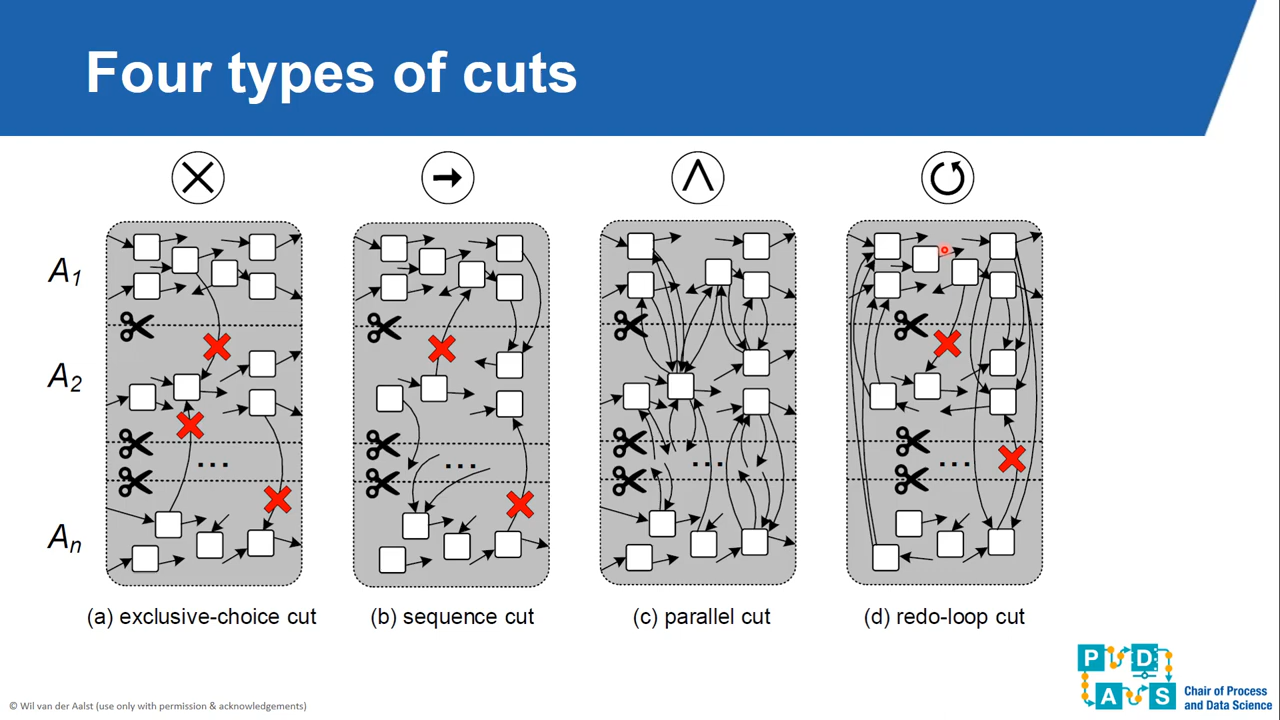 Four types of cuts
A1
A2
...
An
(a) exclusive-choice cut
(b) sequence cut
(c) parallel cut
(d) redo-loop cut
P D
A S
Chair of Process
and Data Science
© Wil van der Aalst (use only with permission & acknowledgements)